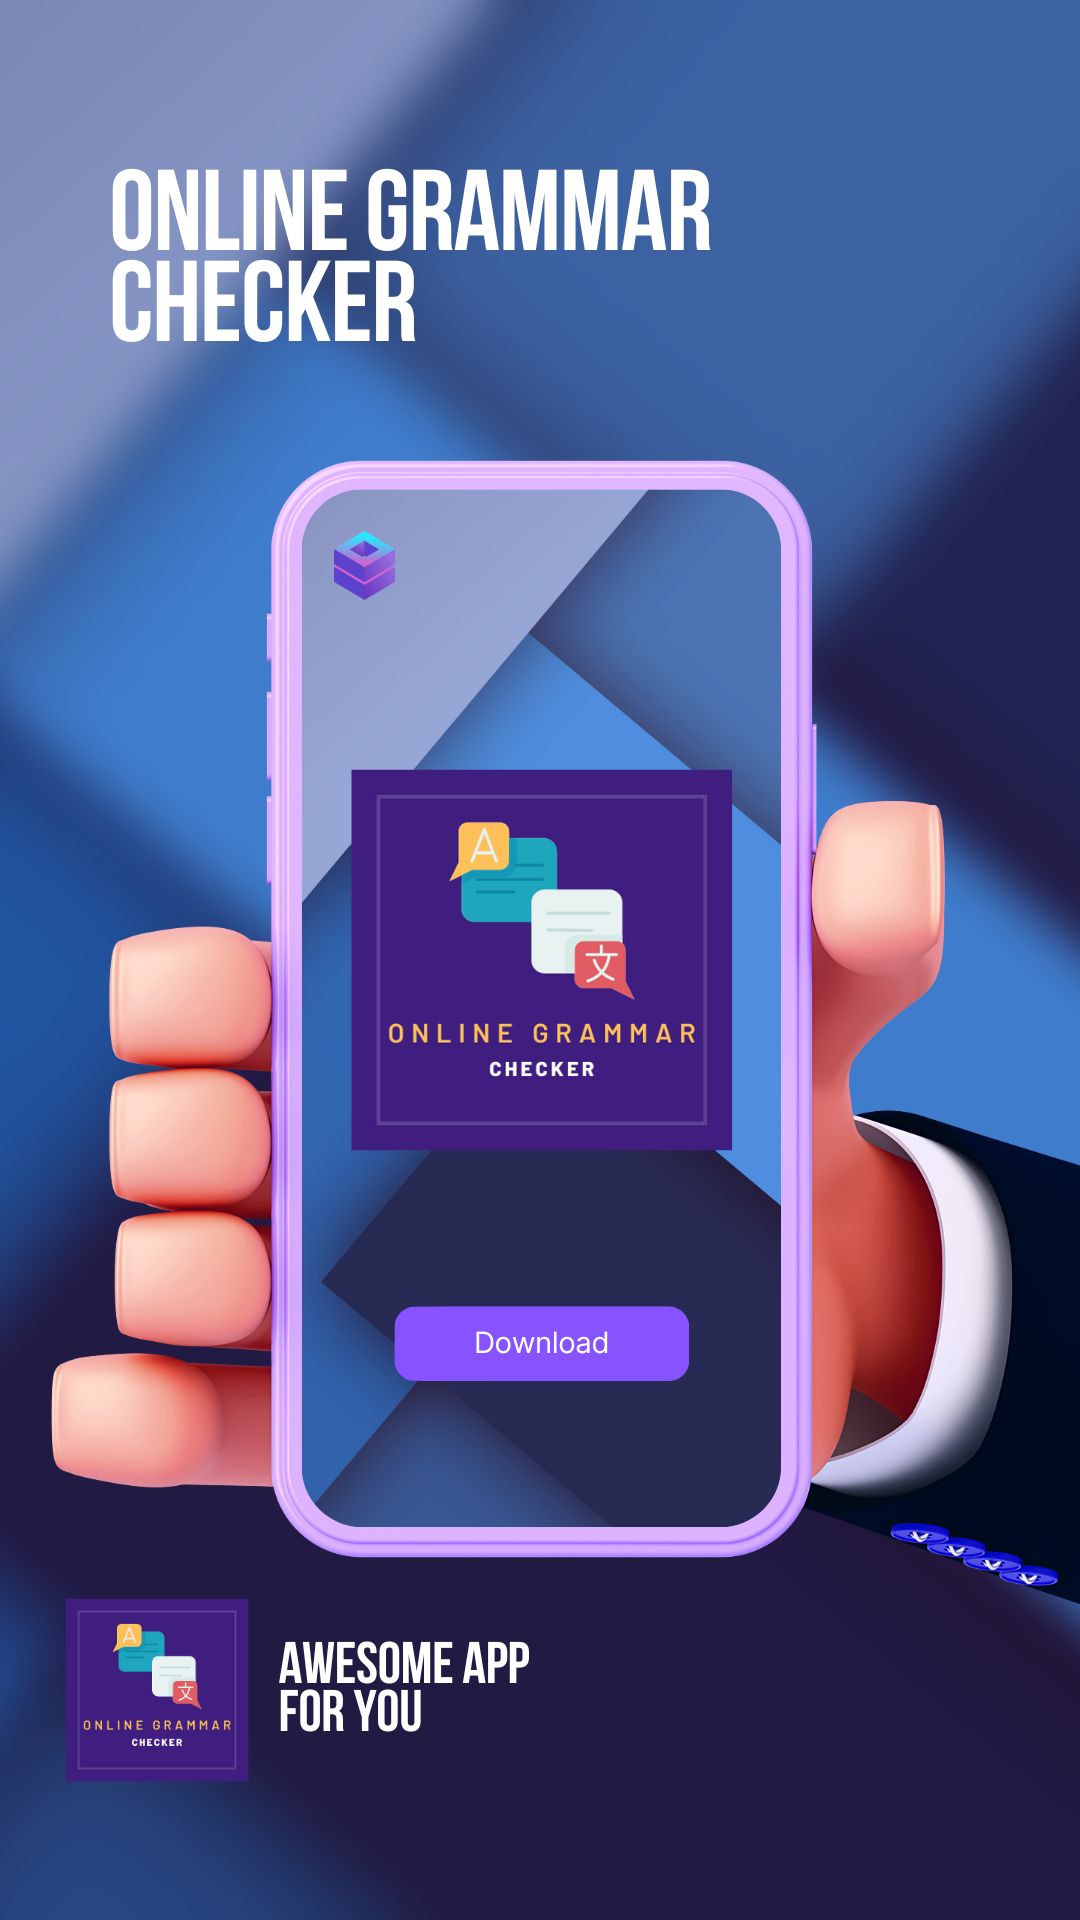 ONLINE GRAMMAR
CHECKER
A
文
ONLINE GRAMMAR
CHECKER
Download
A
文
ONLINE GRAMMAR
CHECKER
AWESOME APP
FOR YOU